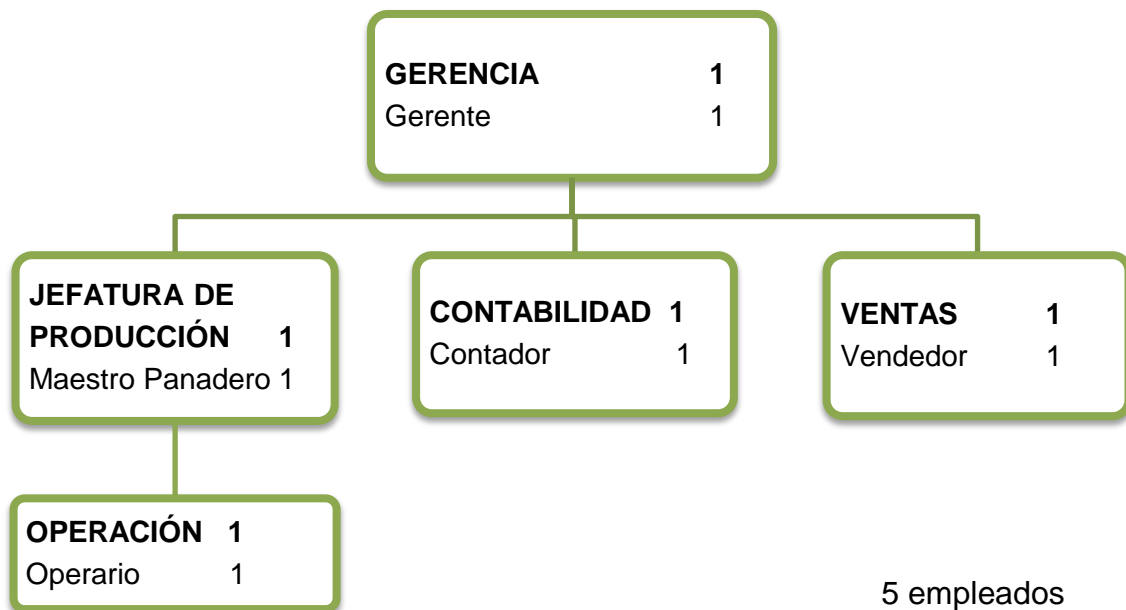 GERENCIA 1
Gerente 1
JEFATURA DE
PRODUCCIÓN 1
Maestro Panadero 1
CONTABILIDAD 1
Contador 1
VENTAS 1
Vendedor 1
OPERACIÓN 1
Operario 1
5 empleados